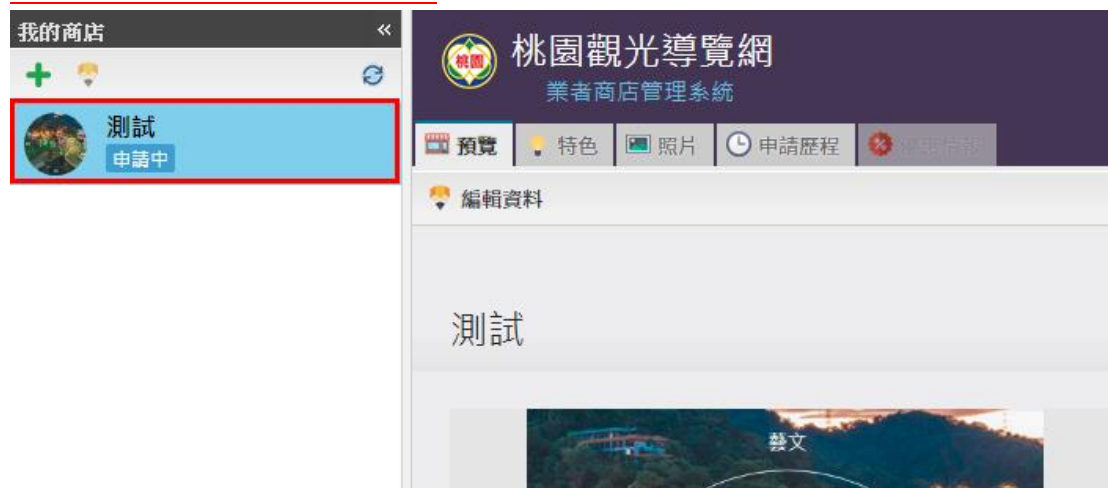 我的商店 «
測試
申請中
桃園
桃園觀光導覽網
業者商店管理系統
預覽 特色 照片 申請歷程
編輯資料
測試
藝文